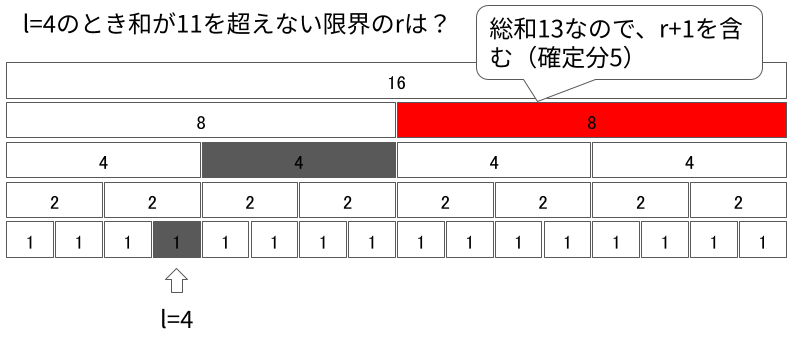 l=4のとき和が11を超えない限界のrは？
総和13なので、r+1を含
む（確定分5）
16
8 8
4 4 4 4
2 2 2 2 2 2 2 2
1 1 1 1 1 1 1 1 1 1 1 1 1 1 1 1
l=4